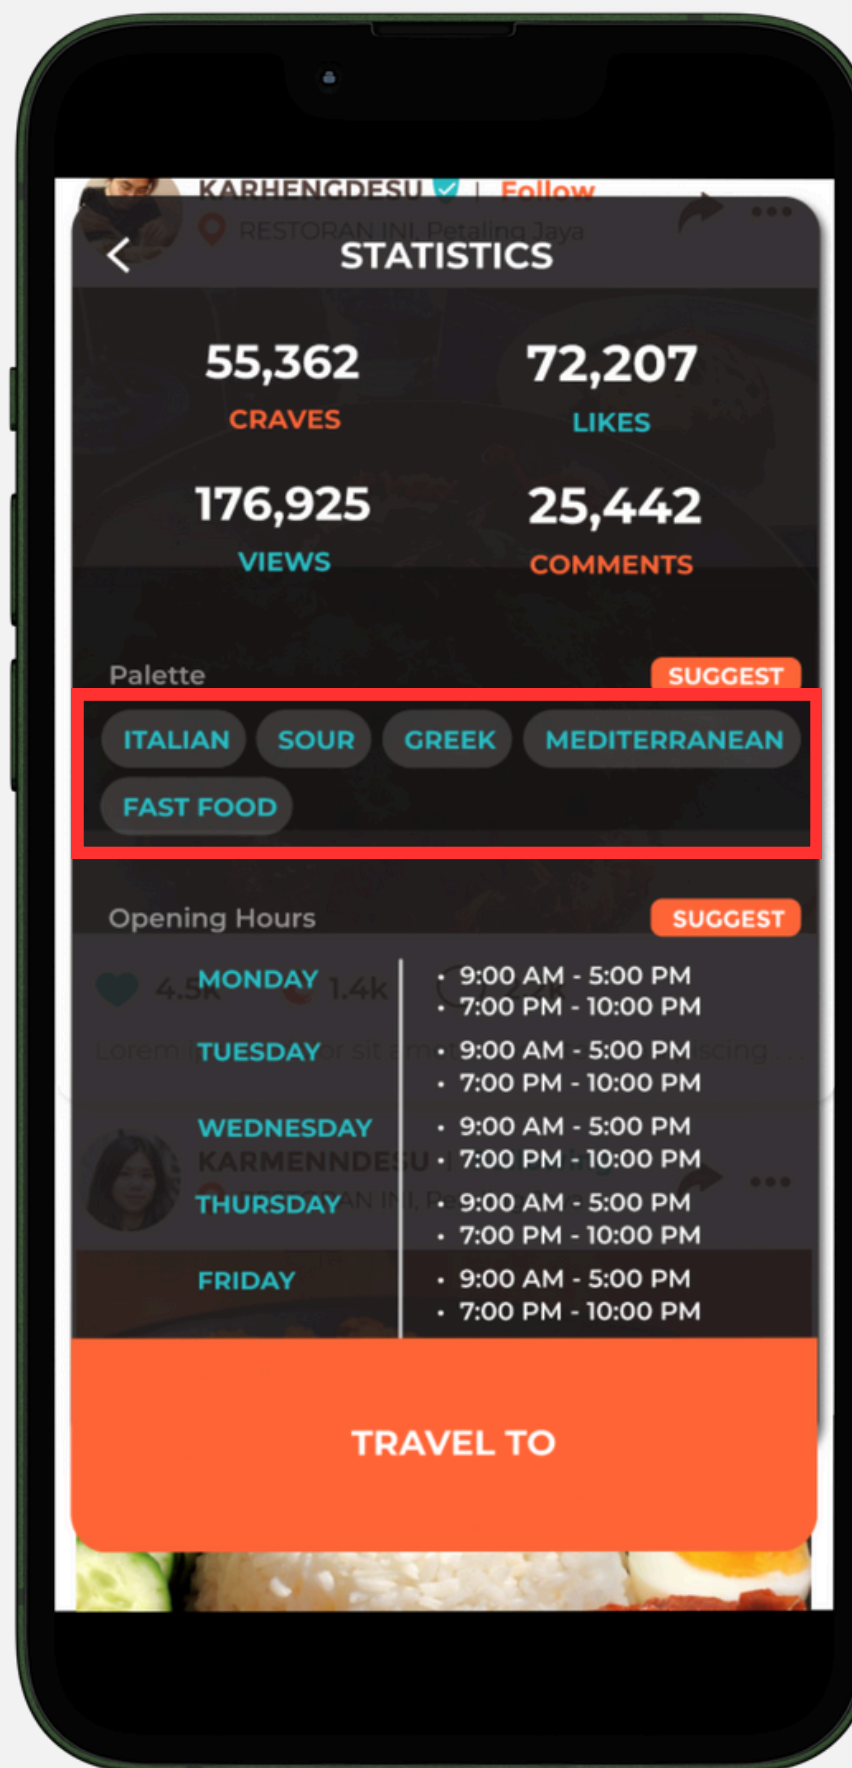 KARHENGDESU | Follow
RESTORAN INI, Petaling Jaya
STATISTICS
55,362 72,207
CRAVES LIKES
176,925 25,442
VIEWS COMMENTS
Palette SUGGEST
ITALIAN SOUR GREEK MEDITERRANEAN
FAST FOOD
Opening Hours SUGGEST
MONDAY • 9:00 AM - 5:00 PM
• 7:00 PM - 10:00 PM
4.5k 1.4k
TUESDAY • 9:00 AM - 5:00 PM
• 7:00 PM - 10:00 PM
WEDNESDAY • 9:00 AM - 5:00 PM
• 7:00 PM - 10:00 PM
KARMENNDESU
THURSDAY • 9:00 AM - 5:00 PM
• 7:00 PM - 10:00 PM
FRIDAY • 9:00 AM - 5:00 PM
• 7:00 PM - 10:00 PM
TRAVEL TO